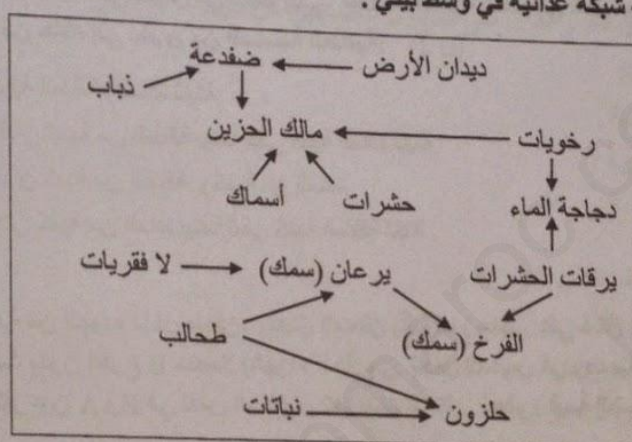 شبكة غذائية في وسط بيئي :
ديدان الأرض
ضفدعة
ذباب
رخويات
مالك الحزين
دجاجة الماء
حشرات
أسماك
يرقات الحشرات
يرعان (سمك)
لا فقريات
الفرخ (سمك)
طحالب
حلزون
نباتات